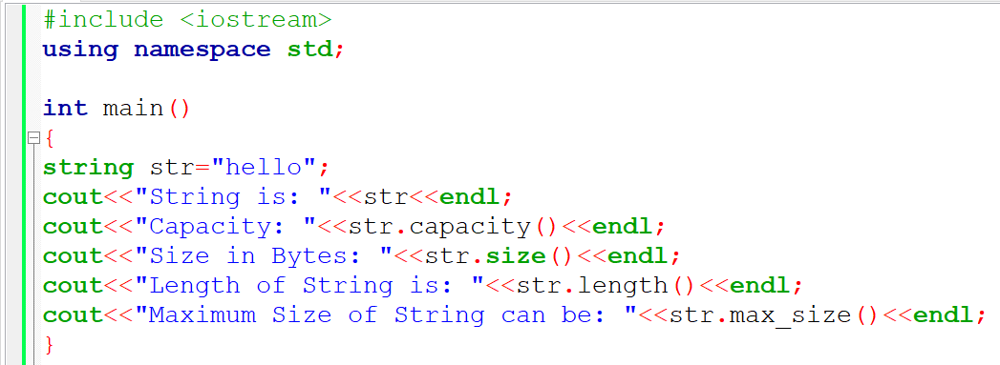 #include <iostream>
using namespace std;
int main()
{
string str="hello";
cout<<"String is: "<<str<<endl;
cout<<"Capacity: "<<str.capacity()<<endl;
cout<<"Size in Bytes: "<<str.size()<<endl;
cout<<"Length of String is: "<<str.length()<<endl;
cout<<"Maximum Size of String can be: "<<str.max_size()<<endl;
}